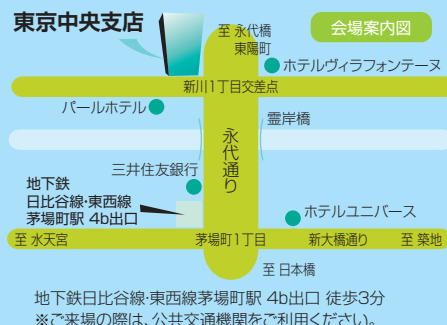 東京中央支店
至 永代橋
東陽町
会場案内図
ホテルヴィラフォンテーヌ
新川1丁目交差点
パールホテル
霊岸橋
永代通り
三井住友銀行
地下鉄
日比谷線・東西線
茅場町駅 4b出口
ホテルユニバース
至 水天宮
茅場町1丁目
新大橋通り
至 築地
至 日本橋
地下鉄日比谷線・東西線茅場町駅 4b出口 徒歩3分
※ご来場の際は、公共交通機関をご利用ください。